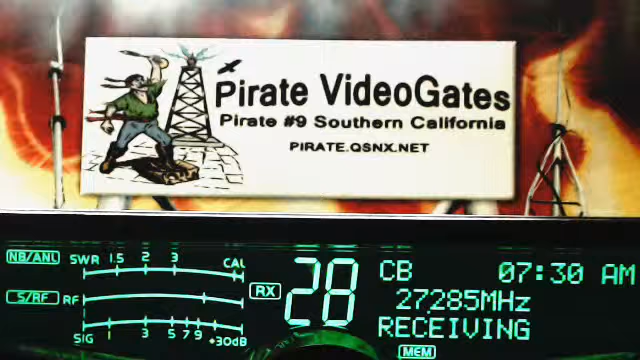 Pirate VideoGates
Pirate #9 Southern California
PIRATE.QSNX.NET
NB/ANL SWR 1.5 2 3 CAL
CB 07:30 AM
S/RF RF
RX 28
27285MHz
RECEIVING
SIG 1 3 5 7 9 +30dB
MEM